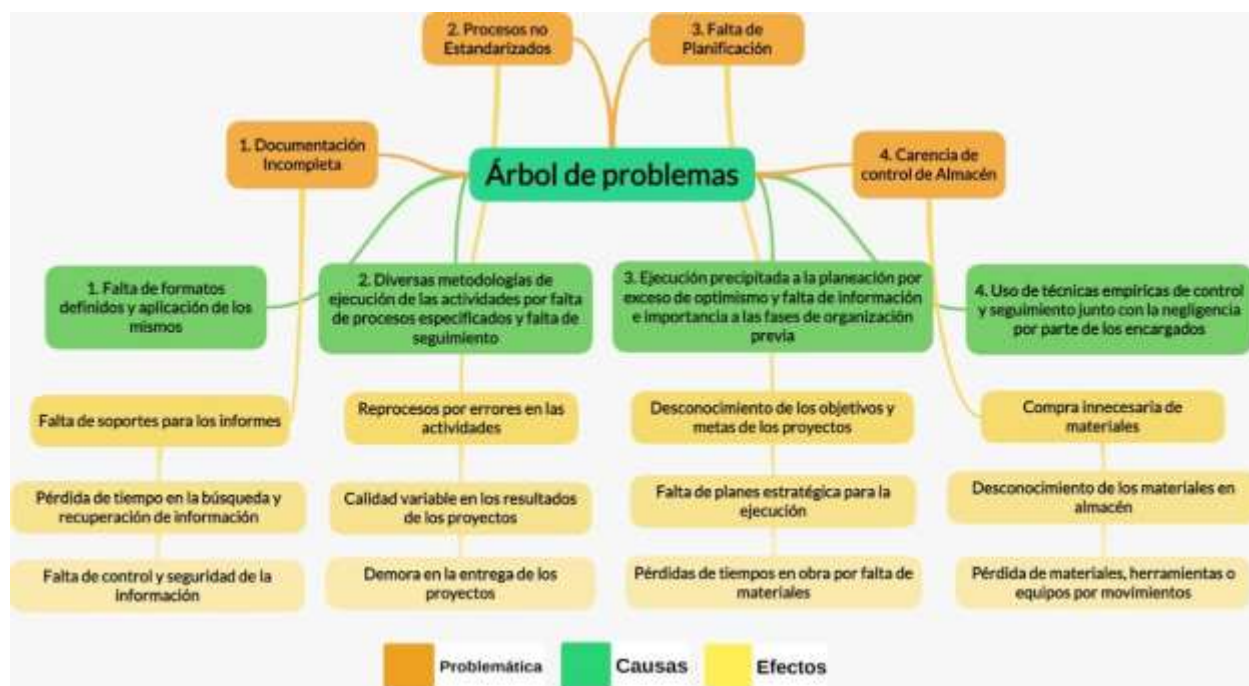 2. Procesos no
Estandarizados
3. Falta de
Planificación
1. Documentación
Incompleta
Árbol de problemas
4. Carencia de
control de Almacén
1. Falta de formatos
definidos y aplicación de los
mismos
2. Diversas metodologías de
ejecución de las actividades por falta
de procesos especificados y falta de
seguimiento
3. Ejecución precipitada a la planeación por
exceso de optimismo y falta de información
e importancia a las fases de organización
previa
4. Uso de técnicas empíricas de control
y seguimiento junto con la negligencia
por parte de los encargados
Falta de soportes para los informes
Reprocesos por errores en las
actividades
Desconocimiento de los objetivos y
metas de los proyectos
Compra innecesaria de
materiales
Pérdida de tiempo en la búsqueda y
recuperación de información
Calidad variable en los resultados
de los proyectos
Falta de planes estratégica para la
ejecución
Desconocimiento de los materiales en
almacén
Falta de control y seguridad de la
información
Demora en la entrega de los
proyectos
Pérdidas de tiempos en obra por falta de
materiales
Pérdida de materiales, herramientas o
equipos por movimientos
Problemática
Causas
Efectos